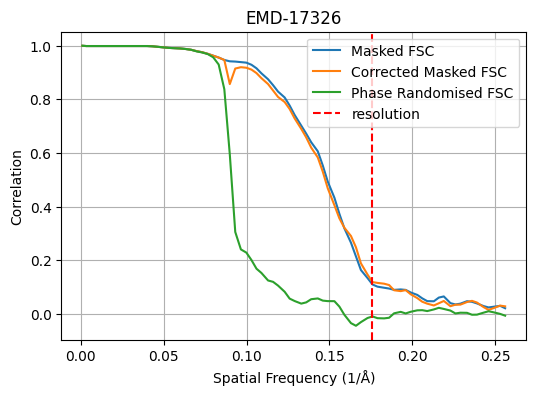 EMD-17326
Masked FSC
Corrected Masked FSC
Phase Randomised FSC
resolution
Correlation
1.0
0.8
0.6
0.4
0.2
0.0
0.00 0.05 0.10 0.15 0.20 0.25
Spatial Frequency (1/Å)